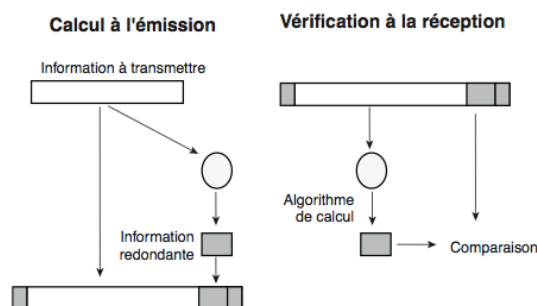 Calcul à l'émission
Vérification à la réception
Information à transmettre
Algorithme
de calcul
Information
redondante
Comparaison